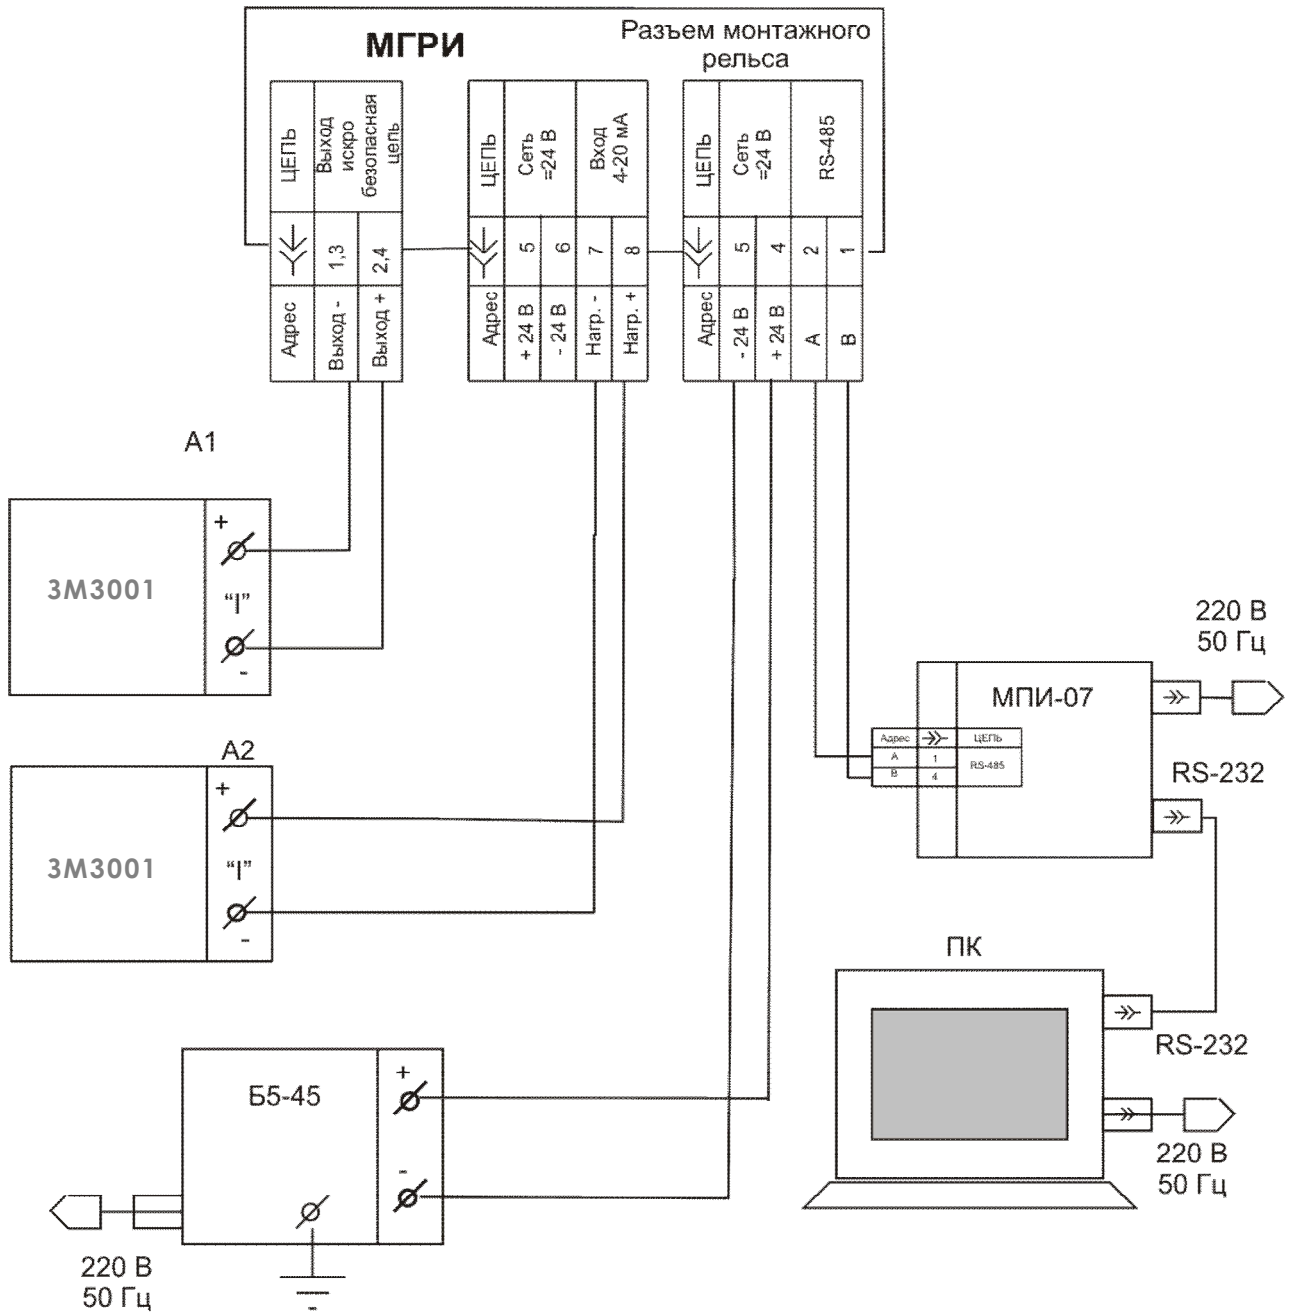 МГРИ
Разъем монтажного
рельса
ЦЕПЬ
Выход
искро
безопасная
цепь
1,3
2,4
Адрес
Выход -
Выход +
ЦЕПЬ
Сеть
=24 В
Вход
4-20 мА
5
6
7
8
Адрес
+ 24 В
- 24 В
Нагр. -
Нагр. +
ЦЕПЬ
Сеть
=24 В
RS-485
5
4
2
1
Адрес
- 24 В
+ 24 В
А
В
А1
+
3М3001
“I”
-
А2
+
3М3001
“I”
-
220 В
50 Гц
МПИ-07
Адрес
ЦЕПЬ
А
1
RS-485
В
4
RS-232
ПК
RS-232
220 В
50 Гц
Б5-45
+
-
220 В
50 Гц